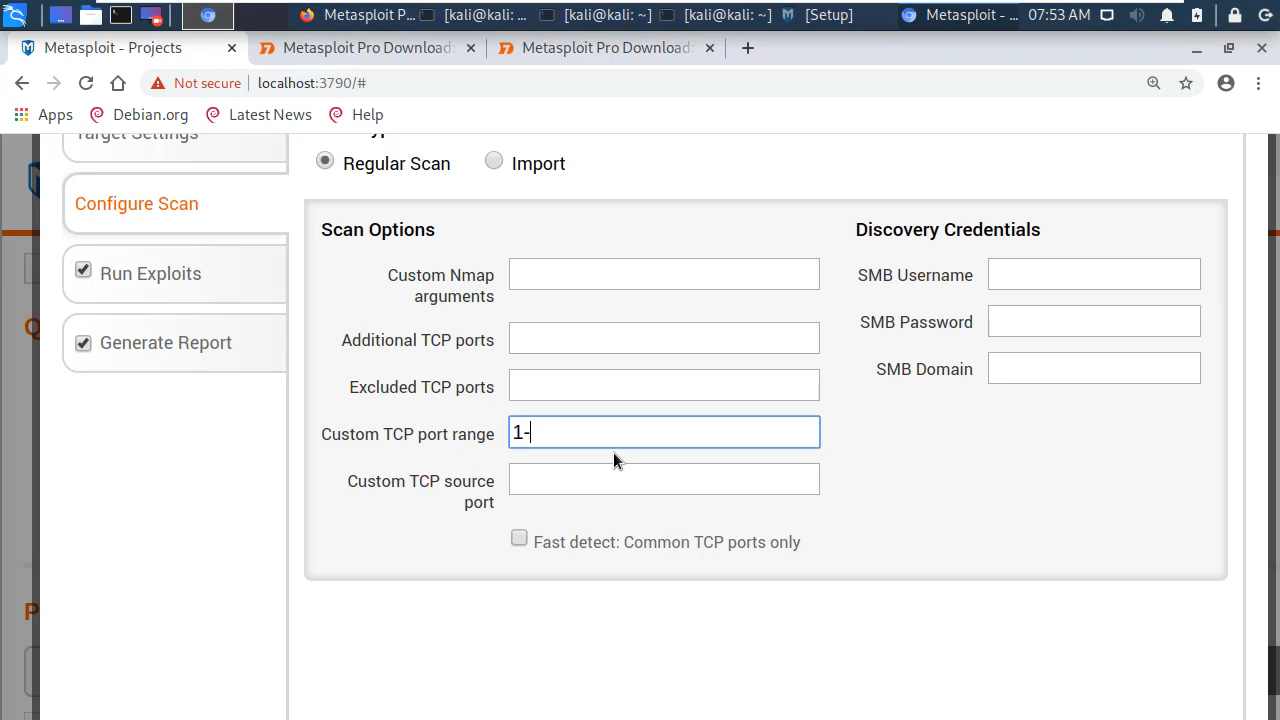 Metasploit P...
[kali@kali: ...
[kali@kali: ~]
[kali@kali: ~]
[Setup]
Metasploit - ...
07:53 AM
Metasploit - Projects
Metasploit Pro Download:
Metasploit Pro Download:
Not secure
localhost:3790/#
Apps
Debian.org
Latest News
Help
Target Settings
Regular Scan
Import
Configure Scan
Run Exploits
Generate Report
Scan Options
Custom Nmap
arguments
Additional TCP ports
Excluded TCP ports
Custom TCP port range
1-
Custom TCP source
port
Fast detect: Common TCP ports only
Discovery Credentials
SMB Username
SMB Password
SMB Domain